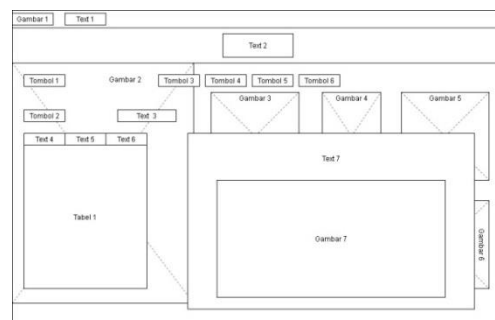 Gambar 1
Text 1
Text 2
Tombol 1
Gambar 2
Tombol 3
Tombol 4
Tombol 5
Tombol 6
Gambar 3
Gambar 4
Gambar 5
Tombol 2
Text 3
Text 4
Text 5
Text 6
Text 7
Tabel 1
Gambar 7
Gambar 6